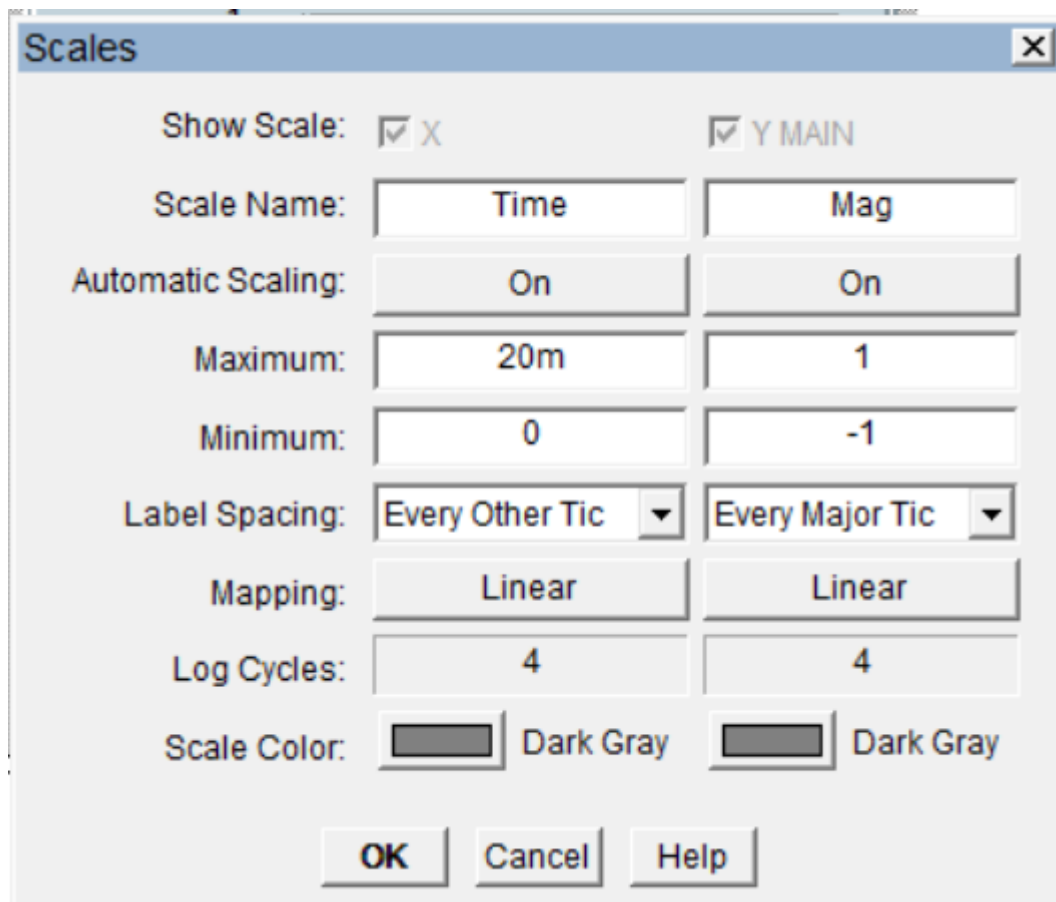 Scales
Show Scale: X Y MAIN
Scale Name: Time Mag
Automatic Scaling: On On
Maximum: 20m 1
Minimum: 0 -1
Label Spacing: Every Other Tic Every Major Tic
Mapping: Linear Linear
Log Cycles: 4 4
Scale Color: Dark Gray Dark Gray
OK Cancel Help